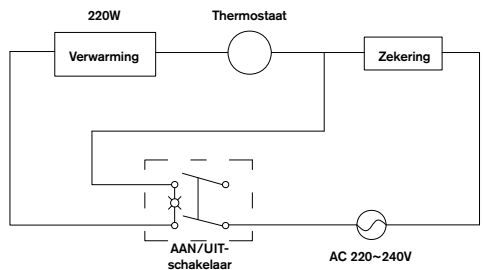 220W
Thermostaat
Verwarming
Zekering
AAN/UIT-
schakelaar
AC 220~240V